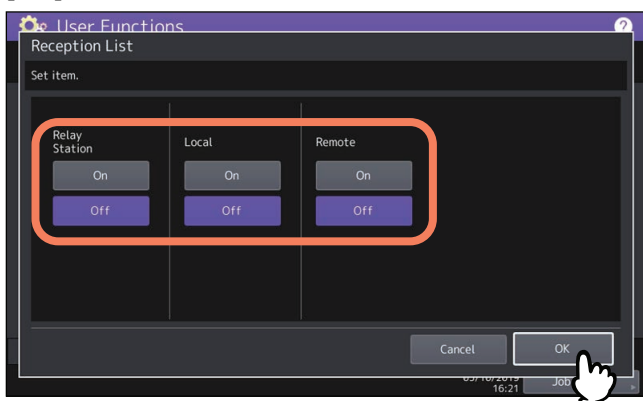 User Functions
?
Reception List
Set item.
Relay
Station
Local
Remote
On
On
On
Off
Off
Off
Cancel
OK
16:21
Job